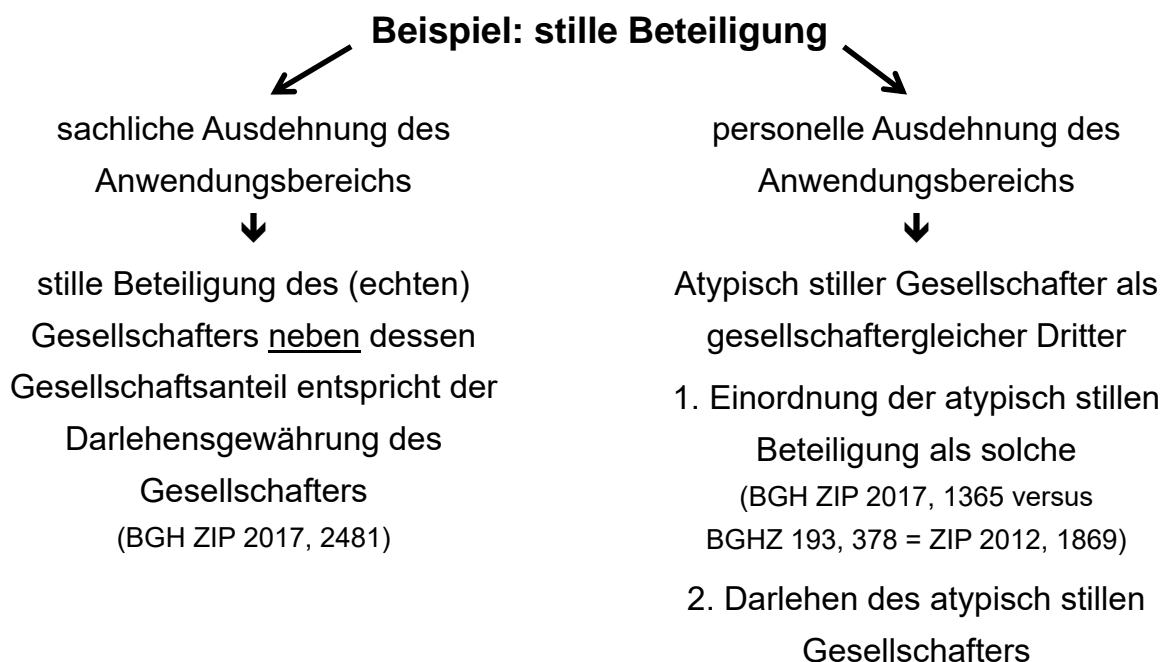 Beispiel: stille Beteiligung
sachliche Ausdehnung des
Anwendungsbereichs
stille Beteiligung des (echten)
Gesellschafters neben dessen
Gesellschaftsanteil entspricht der
Darlehensgewährung des
Gesellschafters
(BGH ZIP 2017, 2481)
personelle Ausdehnung des
Anwendungsbereichs
Atypisch stiller Gesellschafter als
gesellschaftergleicher Dritter
1. Einordnung der atypisch stillen
Beteiligung als solche
(BGH ZIP 2017, 1365 versus
BGHZ 193, 378 = ZIP 2012, 1869)
2. Darlehen des atypisch stillen
Gesellschafters